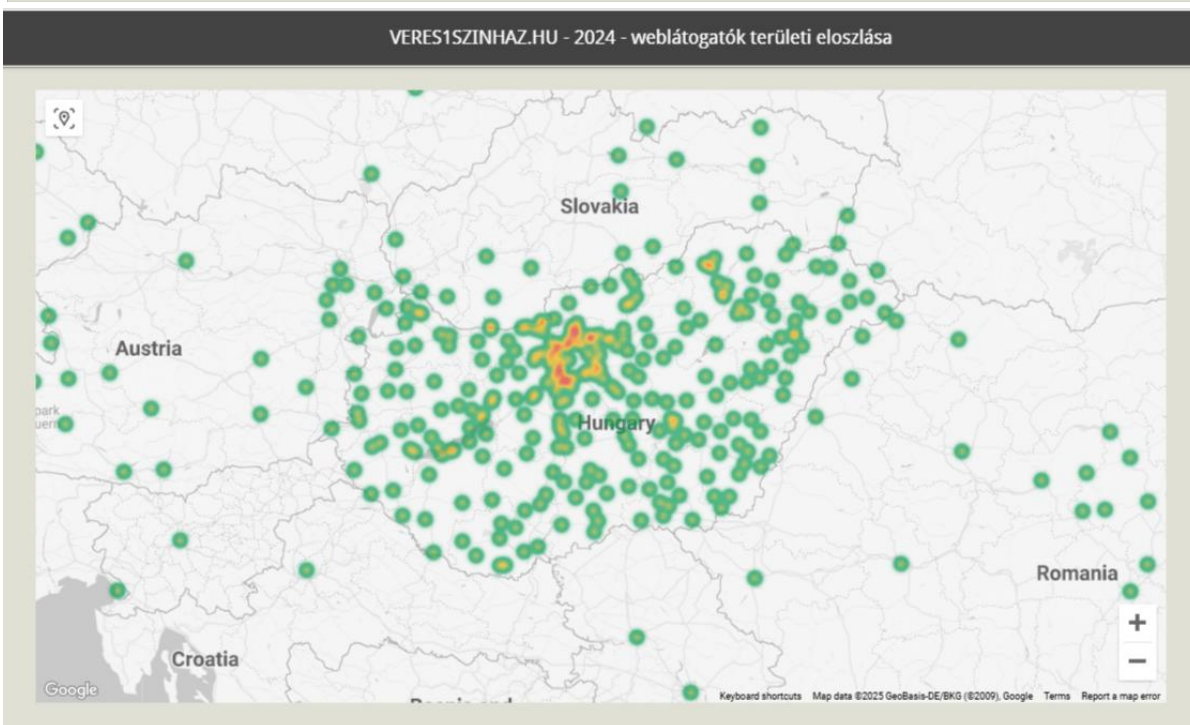 VERES1SZINHAZ.HU - 2024 - weblátogatók területi eloszlása
Slovakia
Austria
park
Hungary
Romania
Croatia
Google
Keyboard shortcuts Map data ©2025 GeoBasis-DE/BKG (©2009), Google Terms Report a map error